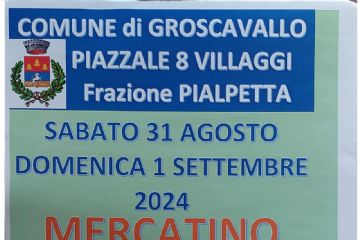 COMUNE di GROSCAVALLO
PIAZZALE 8 VILLAGGI
Frazione PIALPETTA
SABATO 31 AGOSTO
DOMENICA 1 SETTEMBRE
2024
MERCATINO